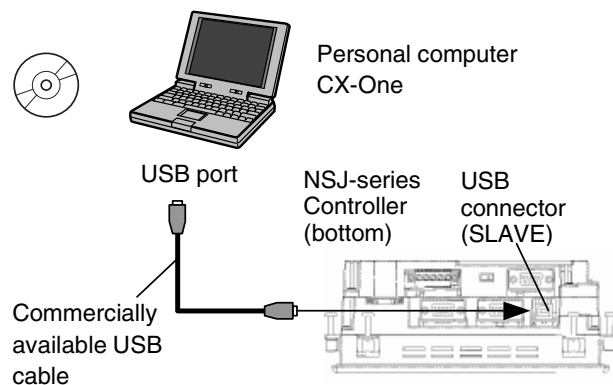 Personal computer
CX-One
USB port
NSJ-series
Controller
(bottom)
USB
connector
(SLAVE)
Commercially
available USB
cable